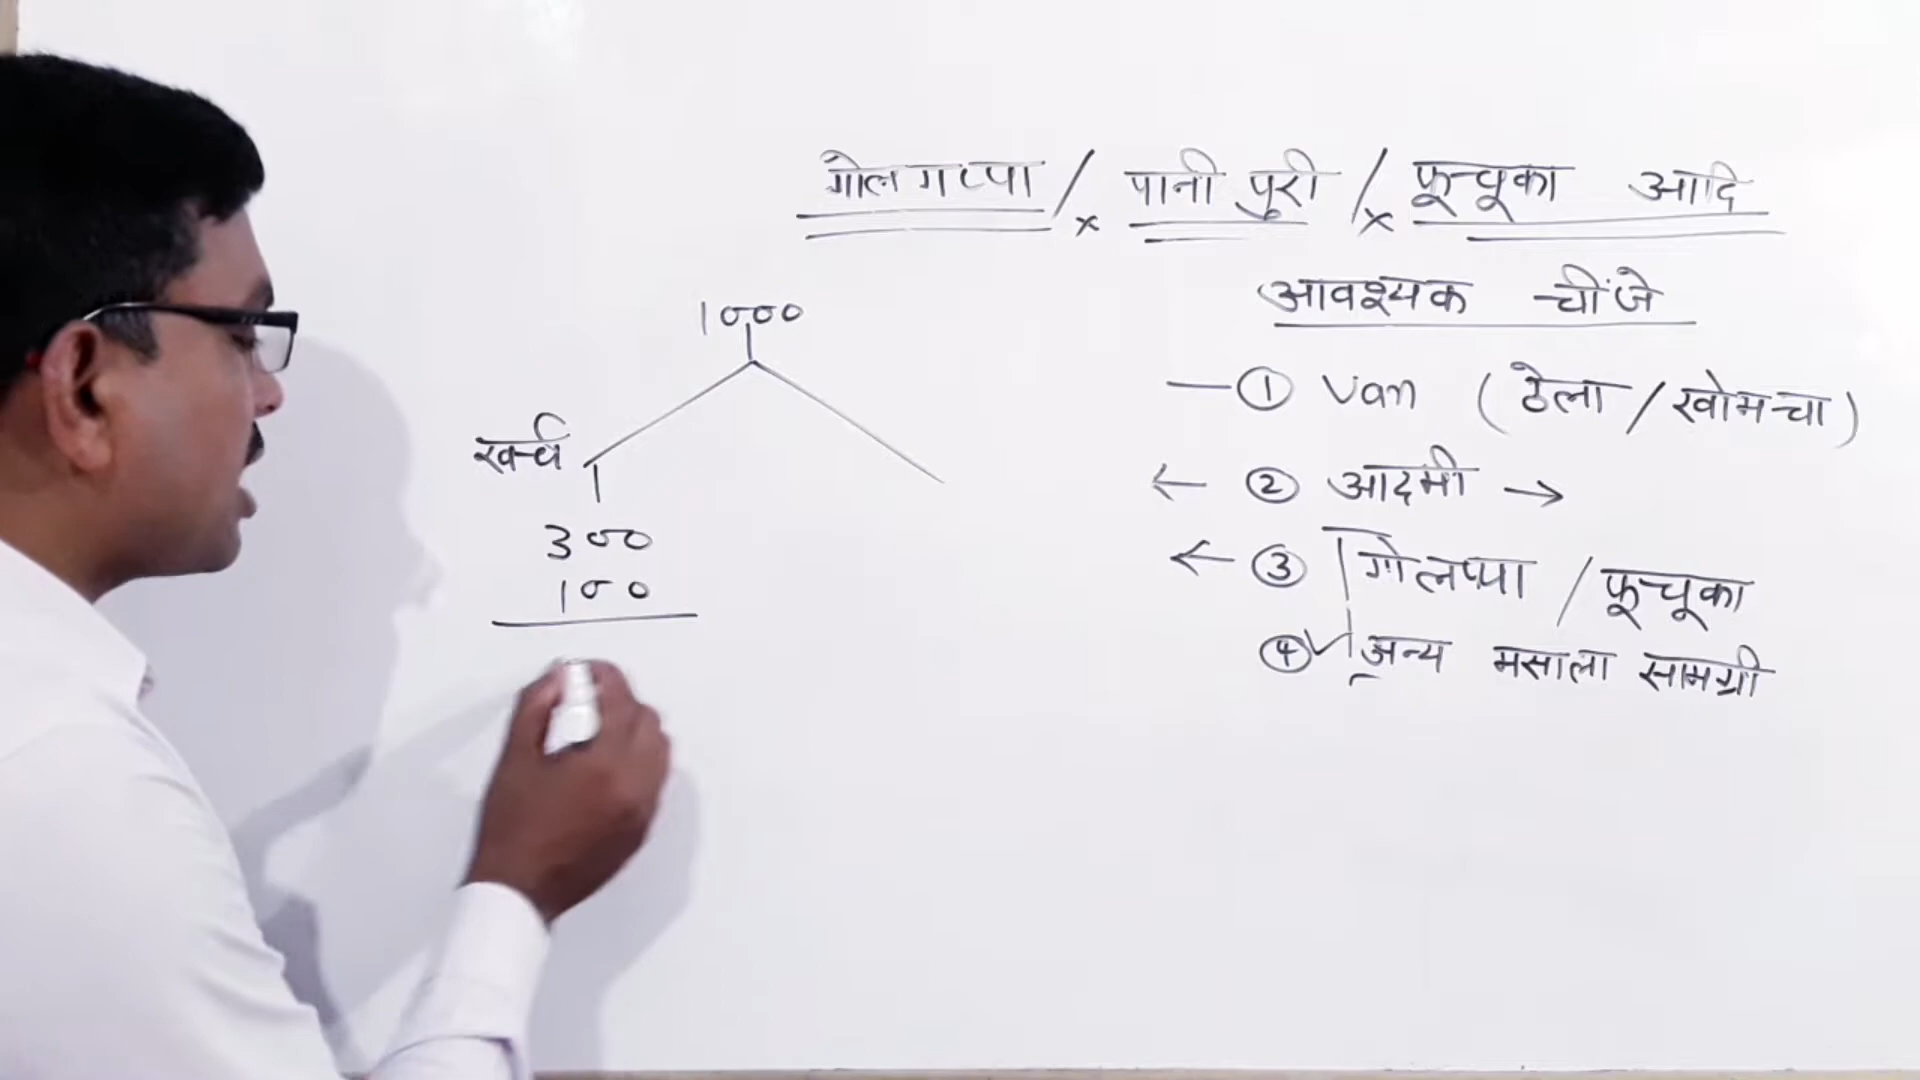 गोलगप्पा / पानी पुरी / फूचूका आदि
आवश्यक चींजे
① Van (ठेला / खोमचा)
② आदमी
③ गोलप्पा / फूचूका
④ अन्य मसाला सामग्री
1000
खर्च
300
100